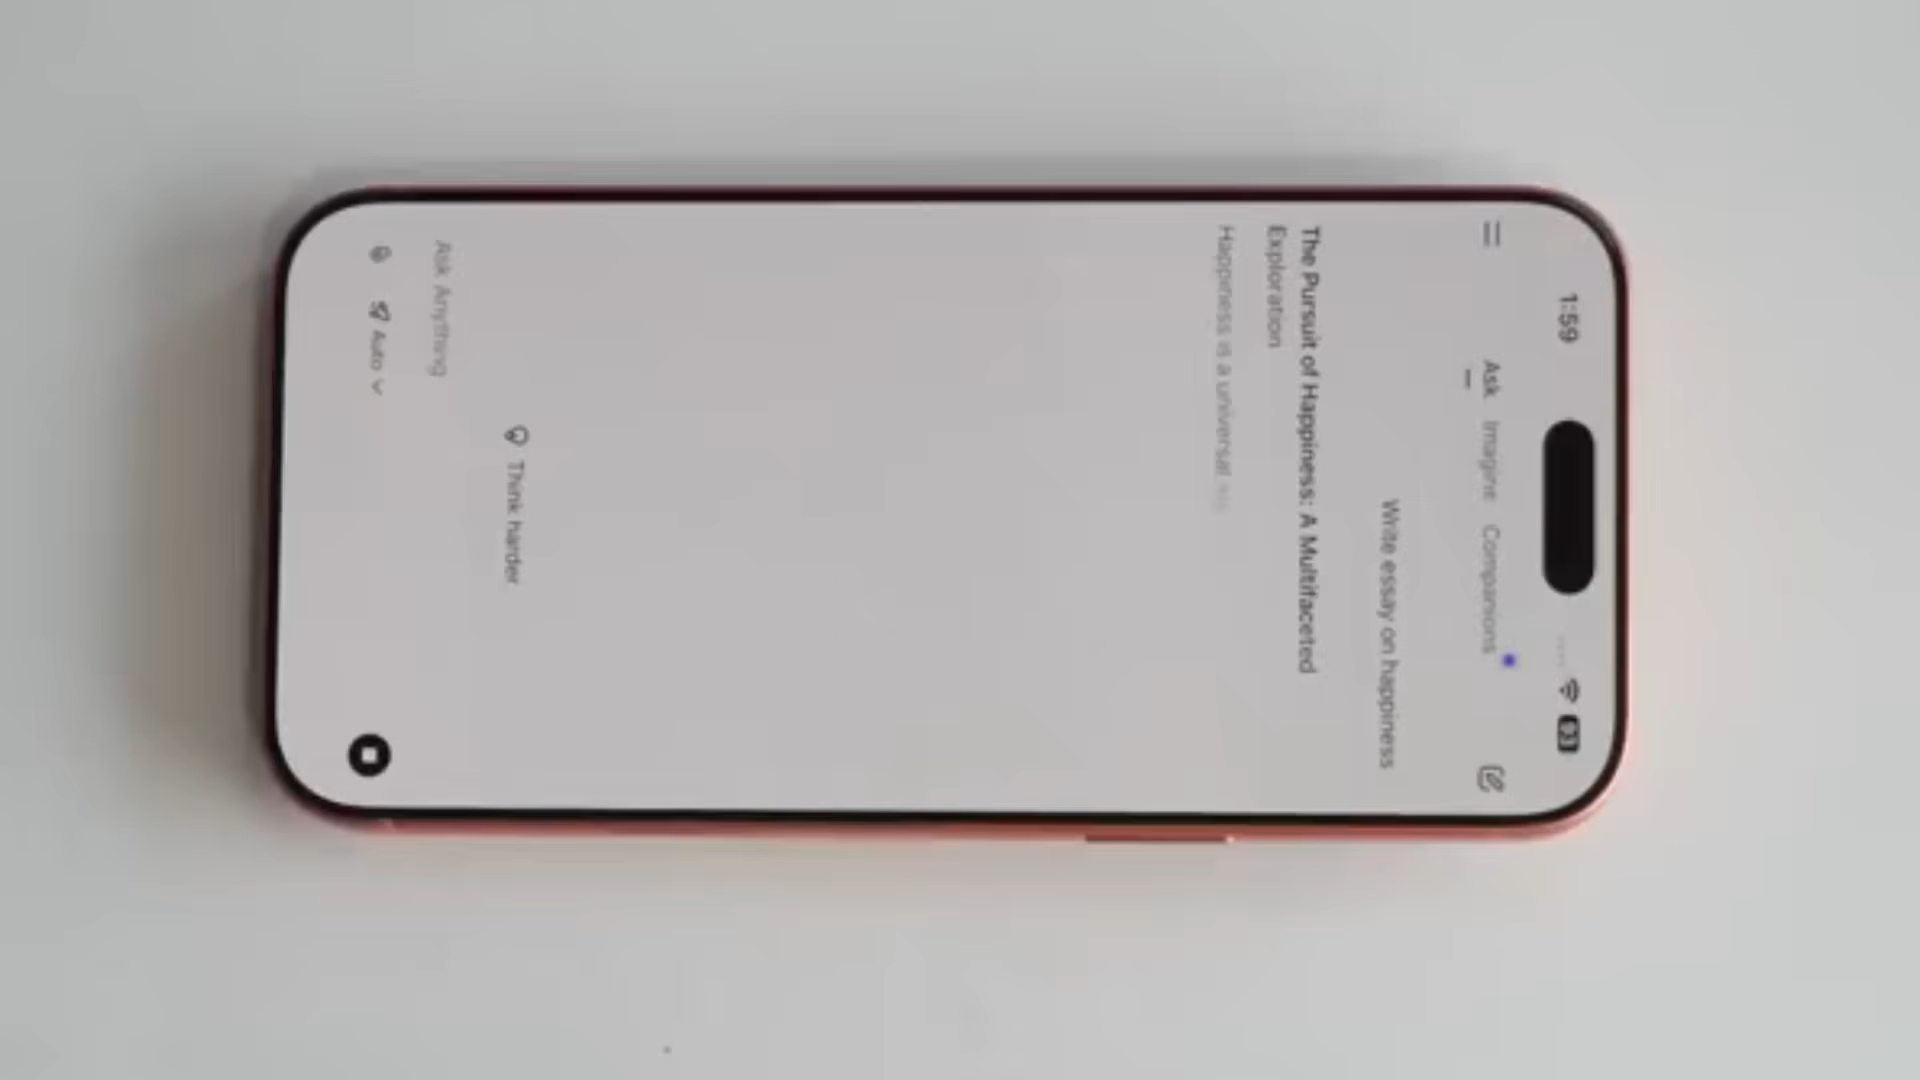 1:59
Ask Imagine Companions
Write essay on happiness
The Pursuit of Happiness: A Multifaceted
Exploration
Happiness is a universal
Think harder
Ask Anything
Auto